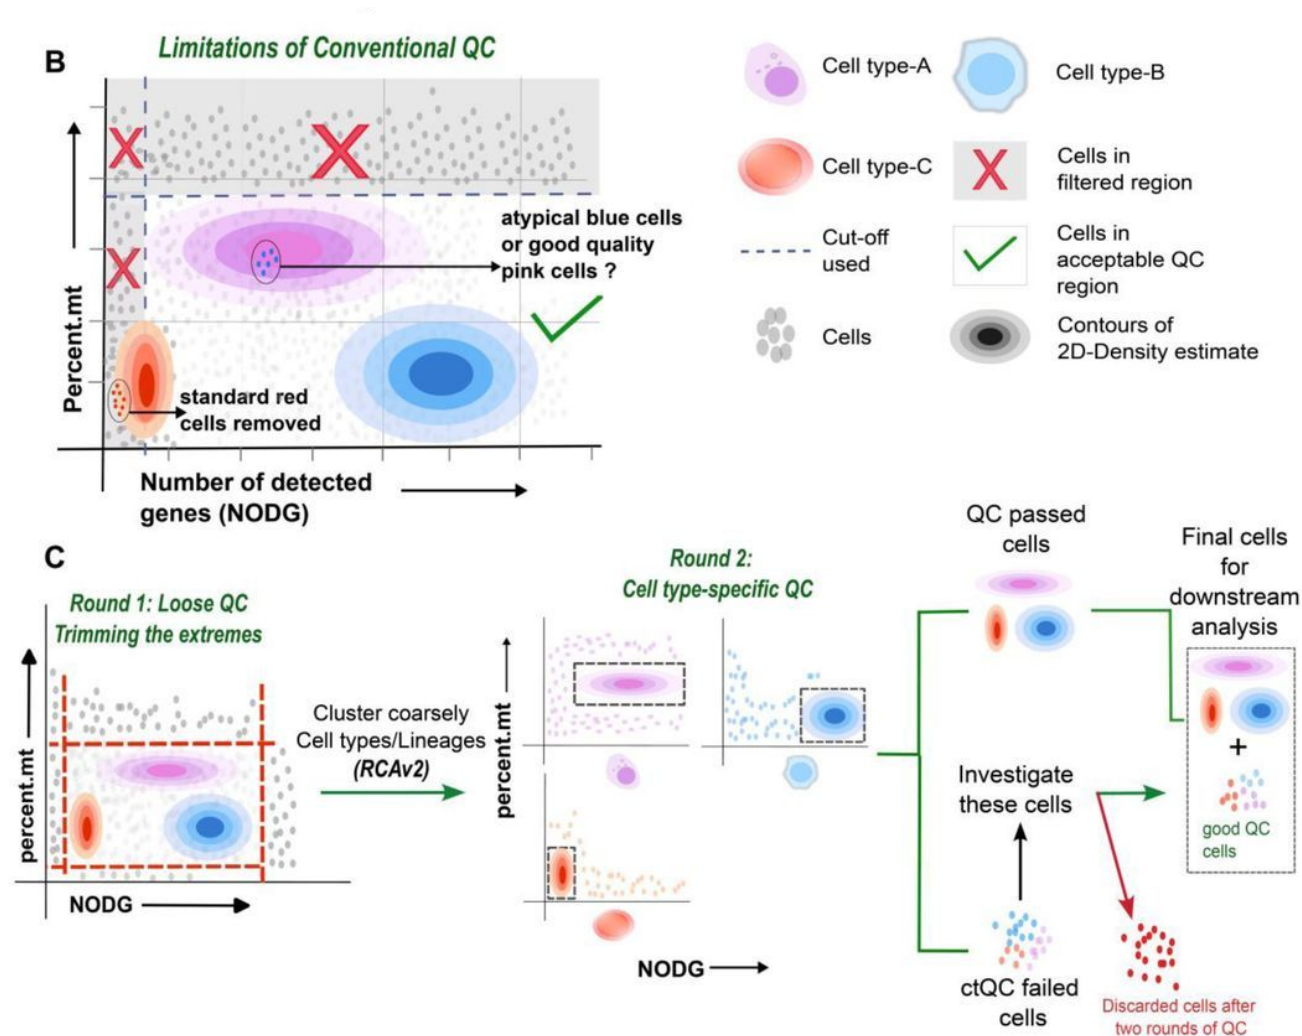 B
Limitations of Conventional QC
Percent.mt
atypical blue cells
or good quality
pink cells ?
standard red
cells removed
Number of detected
genes (NODG)
Cell type-A
Cell type-B
Cell type-C
X
Cells in
filtered region
Cut-off
used
Cells in
acceptable QC
region
Cells
Contours of
2D-Density estimate
C
Round 1: Loose QC
Trimming the extremes
percent.mt
NODG
Cluster coarsely
Cell types/Lineages
(RCAv2)
Round 2:
Cell type-specific QC
percent.mt
NODG
QC passed
cells
Investigate
these cells
ctQC failed
cells
Final cells
for
downstream
analysis
+
good QC
cells
Discarded cells after
two rounds of QC